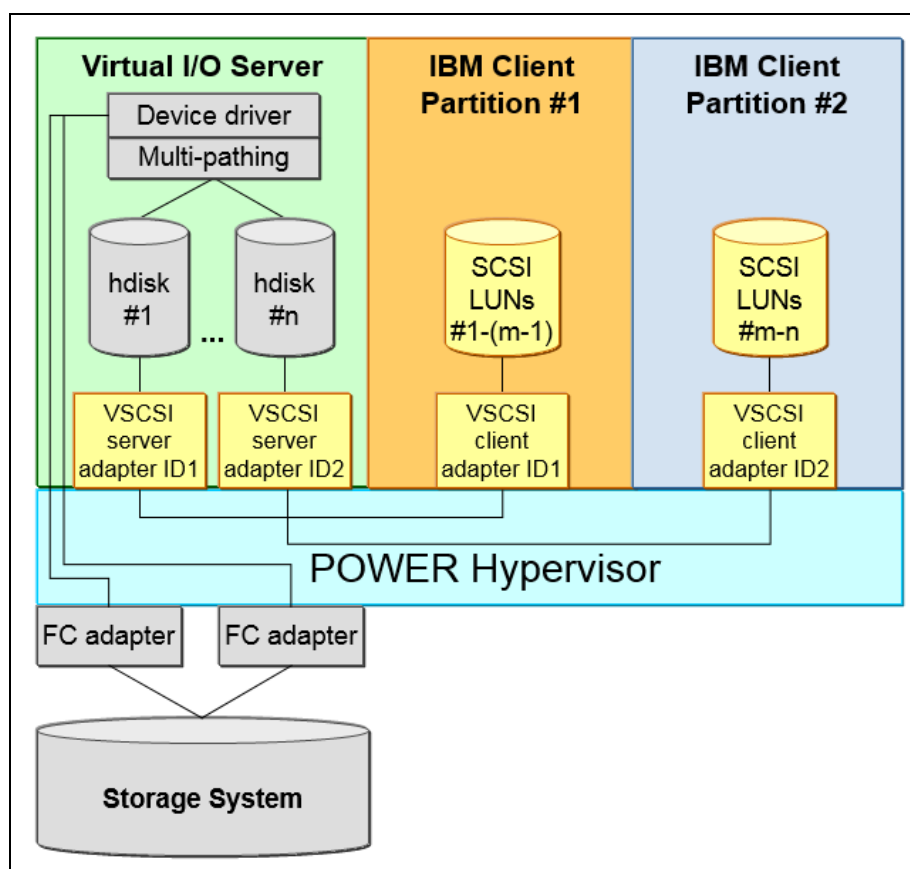 Virtual I/O Server
IBM Client
Partition #1
IBM Client
Partition #2
Device driver
Multi-pathing
hdisk
#1
...
hdisk
#n
SCSI
LUNs
#1-(m-1)
SCSI
LUNs
#m-n
VSCSI
server
adapter ID1
VSCSI
server
adapter ID2
VSCSI
client
adapter ID1
VSCSI
client
adapter ID2
POWER Hypervisor
FC adapter
FC adapter
Storage System